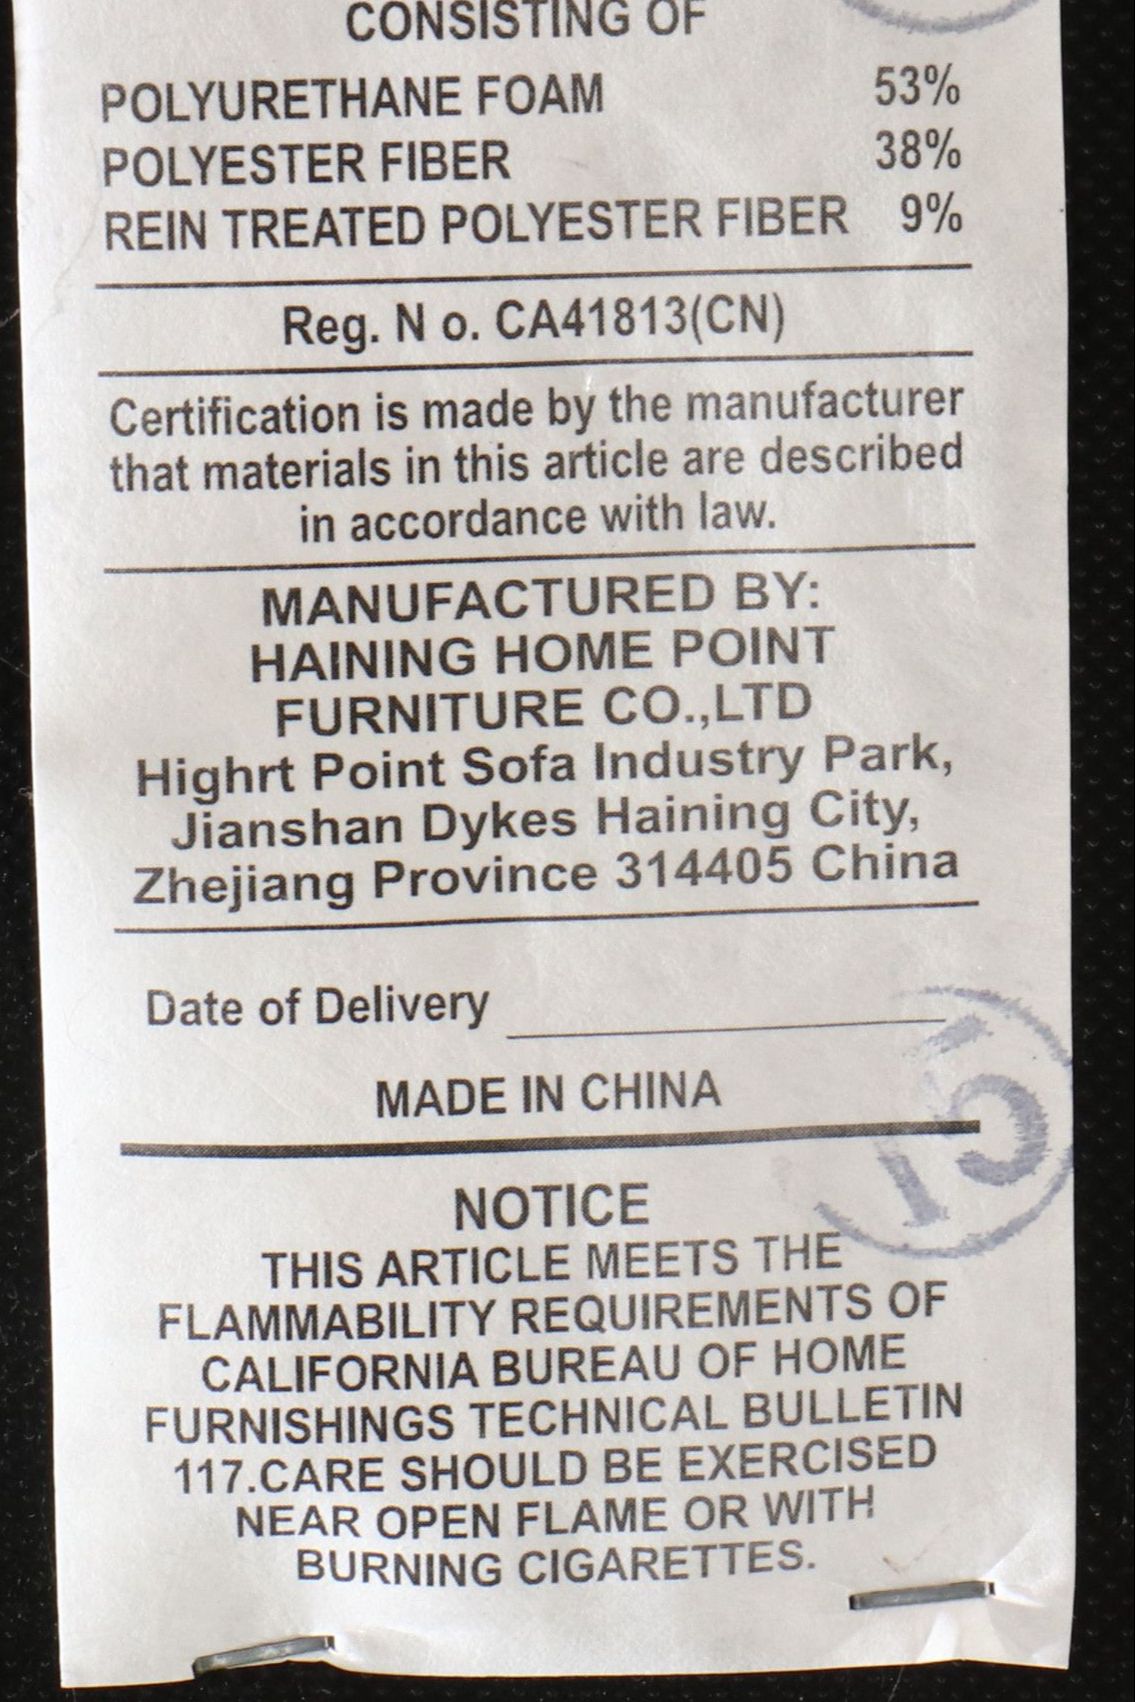 CONSISTING OF
POLYURETHANE FOAM 53%
POLYESTER FIBER 38%
REIN TREATED POLYESTER FIBER 9%
Reg. N o. CA41813(CN)
Certification is made by the manufacturer
that materials in this article are described
in accordance with law.
MANUFACTURED BY:
HAINING HOME POINT
FURNITURE CO.,LTD
Highrt Point Sofa Industry Park,
Jianshan Dykes Haining City,
Zhejiang Province 314405 China
Date of Delivery
MADE IN CHINA
NOTICE
THIS ARTICLE MEETS THE
FLAMMABILITY REQUIREMENTS OF
CALIFORNIA BUREAU OF HOME
FURNISHINGS TECHNICAL BULLETIN
117.CARE SHOULD BE EXERCISED
NEAR OPEN FLAME OR WITH
BURNING CIGARETTES.